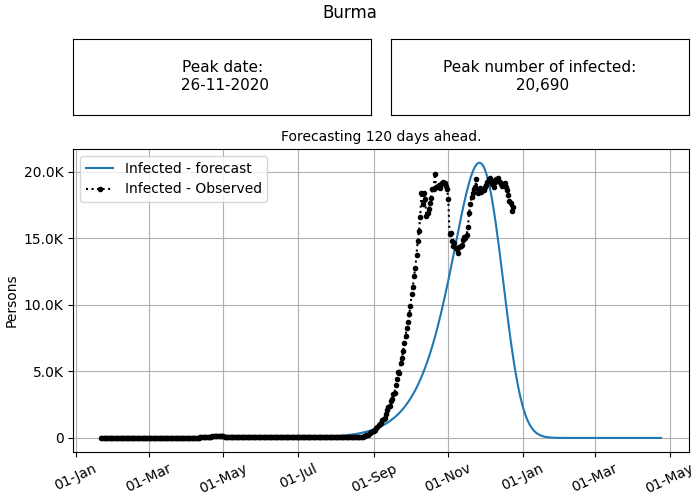 Burma
Peak date:
26-11-2020
Peak number of infected:
20,690
Forecasting 120 days ahead.
Infected - forecast
Infected - Observed
Persons
20.0K
15.0K
10.0K
5.0K
0
01-Jan
01-Mar
01-May
01-Jul
01-Sep
01-Nov
01-Jan
01-Mar
01-May